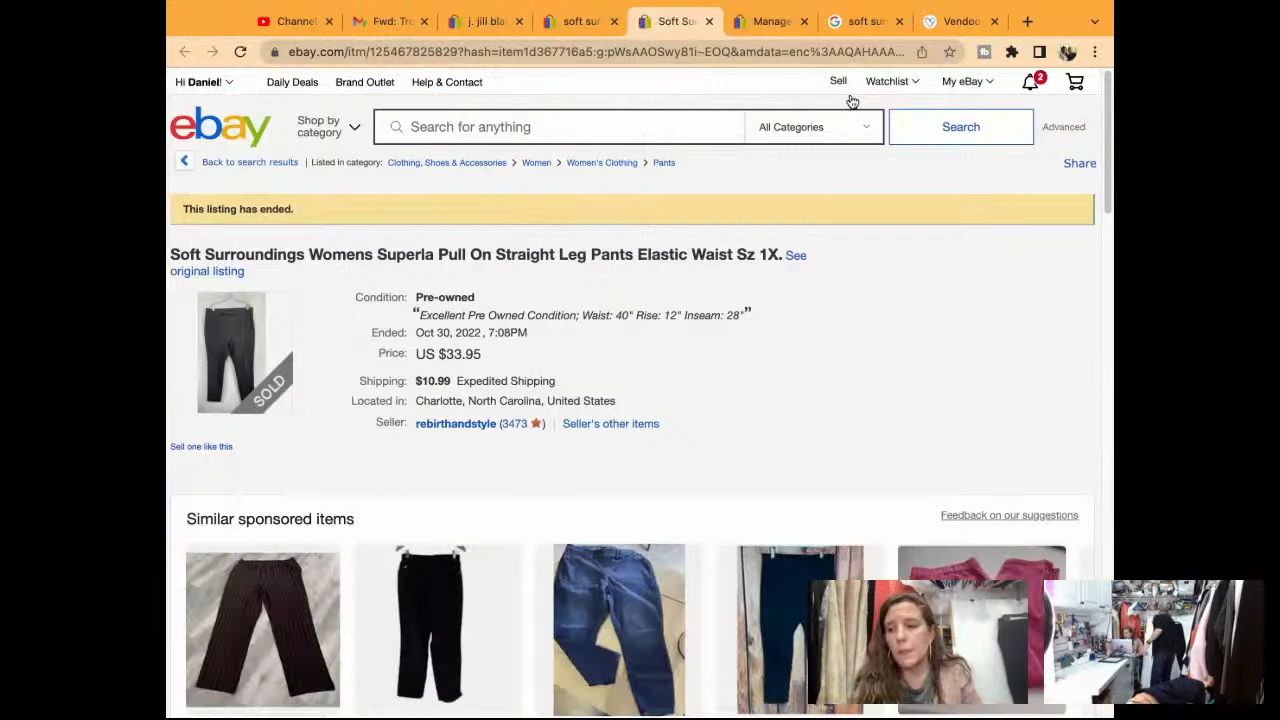 Channel
Fwd: Tre
j. jill bla
soft sur
Soft Su
Manage
soft surr
Vendoo
ebay.com/itm/125467825829?hash=item1d367716a5:g:pWsAAOSwy81i~EOQ&amdata=enc%3AAQAHAAA...
Hi Daniel!
Daily Deals
Brand Outlet
Help & Contact
Sell
Watchlist
My eBay
2
ebay
Shop by
category
Search for anything
All Categories
Search
Advanced
Back to search results
Listed in category:
Clothing, Shoes & Accessories > Women > Women's Clothing > Pants
Share
This listing has ended.
Soft Surroundings Womens Superla Pull On Straight Leg Pants Elastic Waist Sz 1X. See
original listing
Condition: Pre-owned
“Excellent Pre Owned Condition; Waist: 40" Rise: 12" Inseam: 28"”
Ended: Oct 30, 2022 , 7:08PM
Price: US $33.95
Shipping: $10.99 Expedited Shipping
Located in: Charlotte, North Carolina, United States
Seller: rebirthandstyle (3473 ) | Seller's other items
SOLD
Sell one like this
Similar sponsored items
Feedback on our suggestions